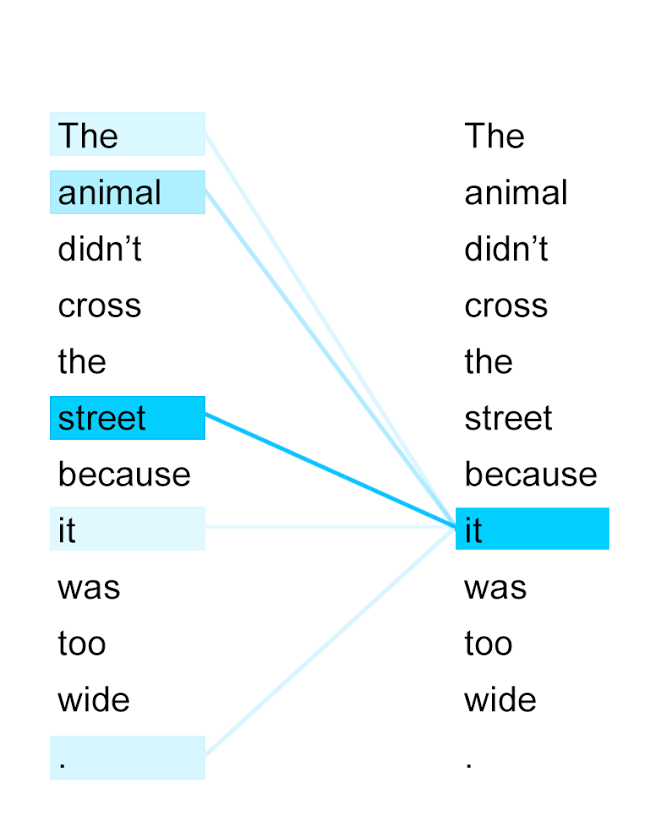 The The
animal animal
didn’t didn’t
cross cross
the the
street street
because because
it it
was was
too too
wide wide
. .